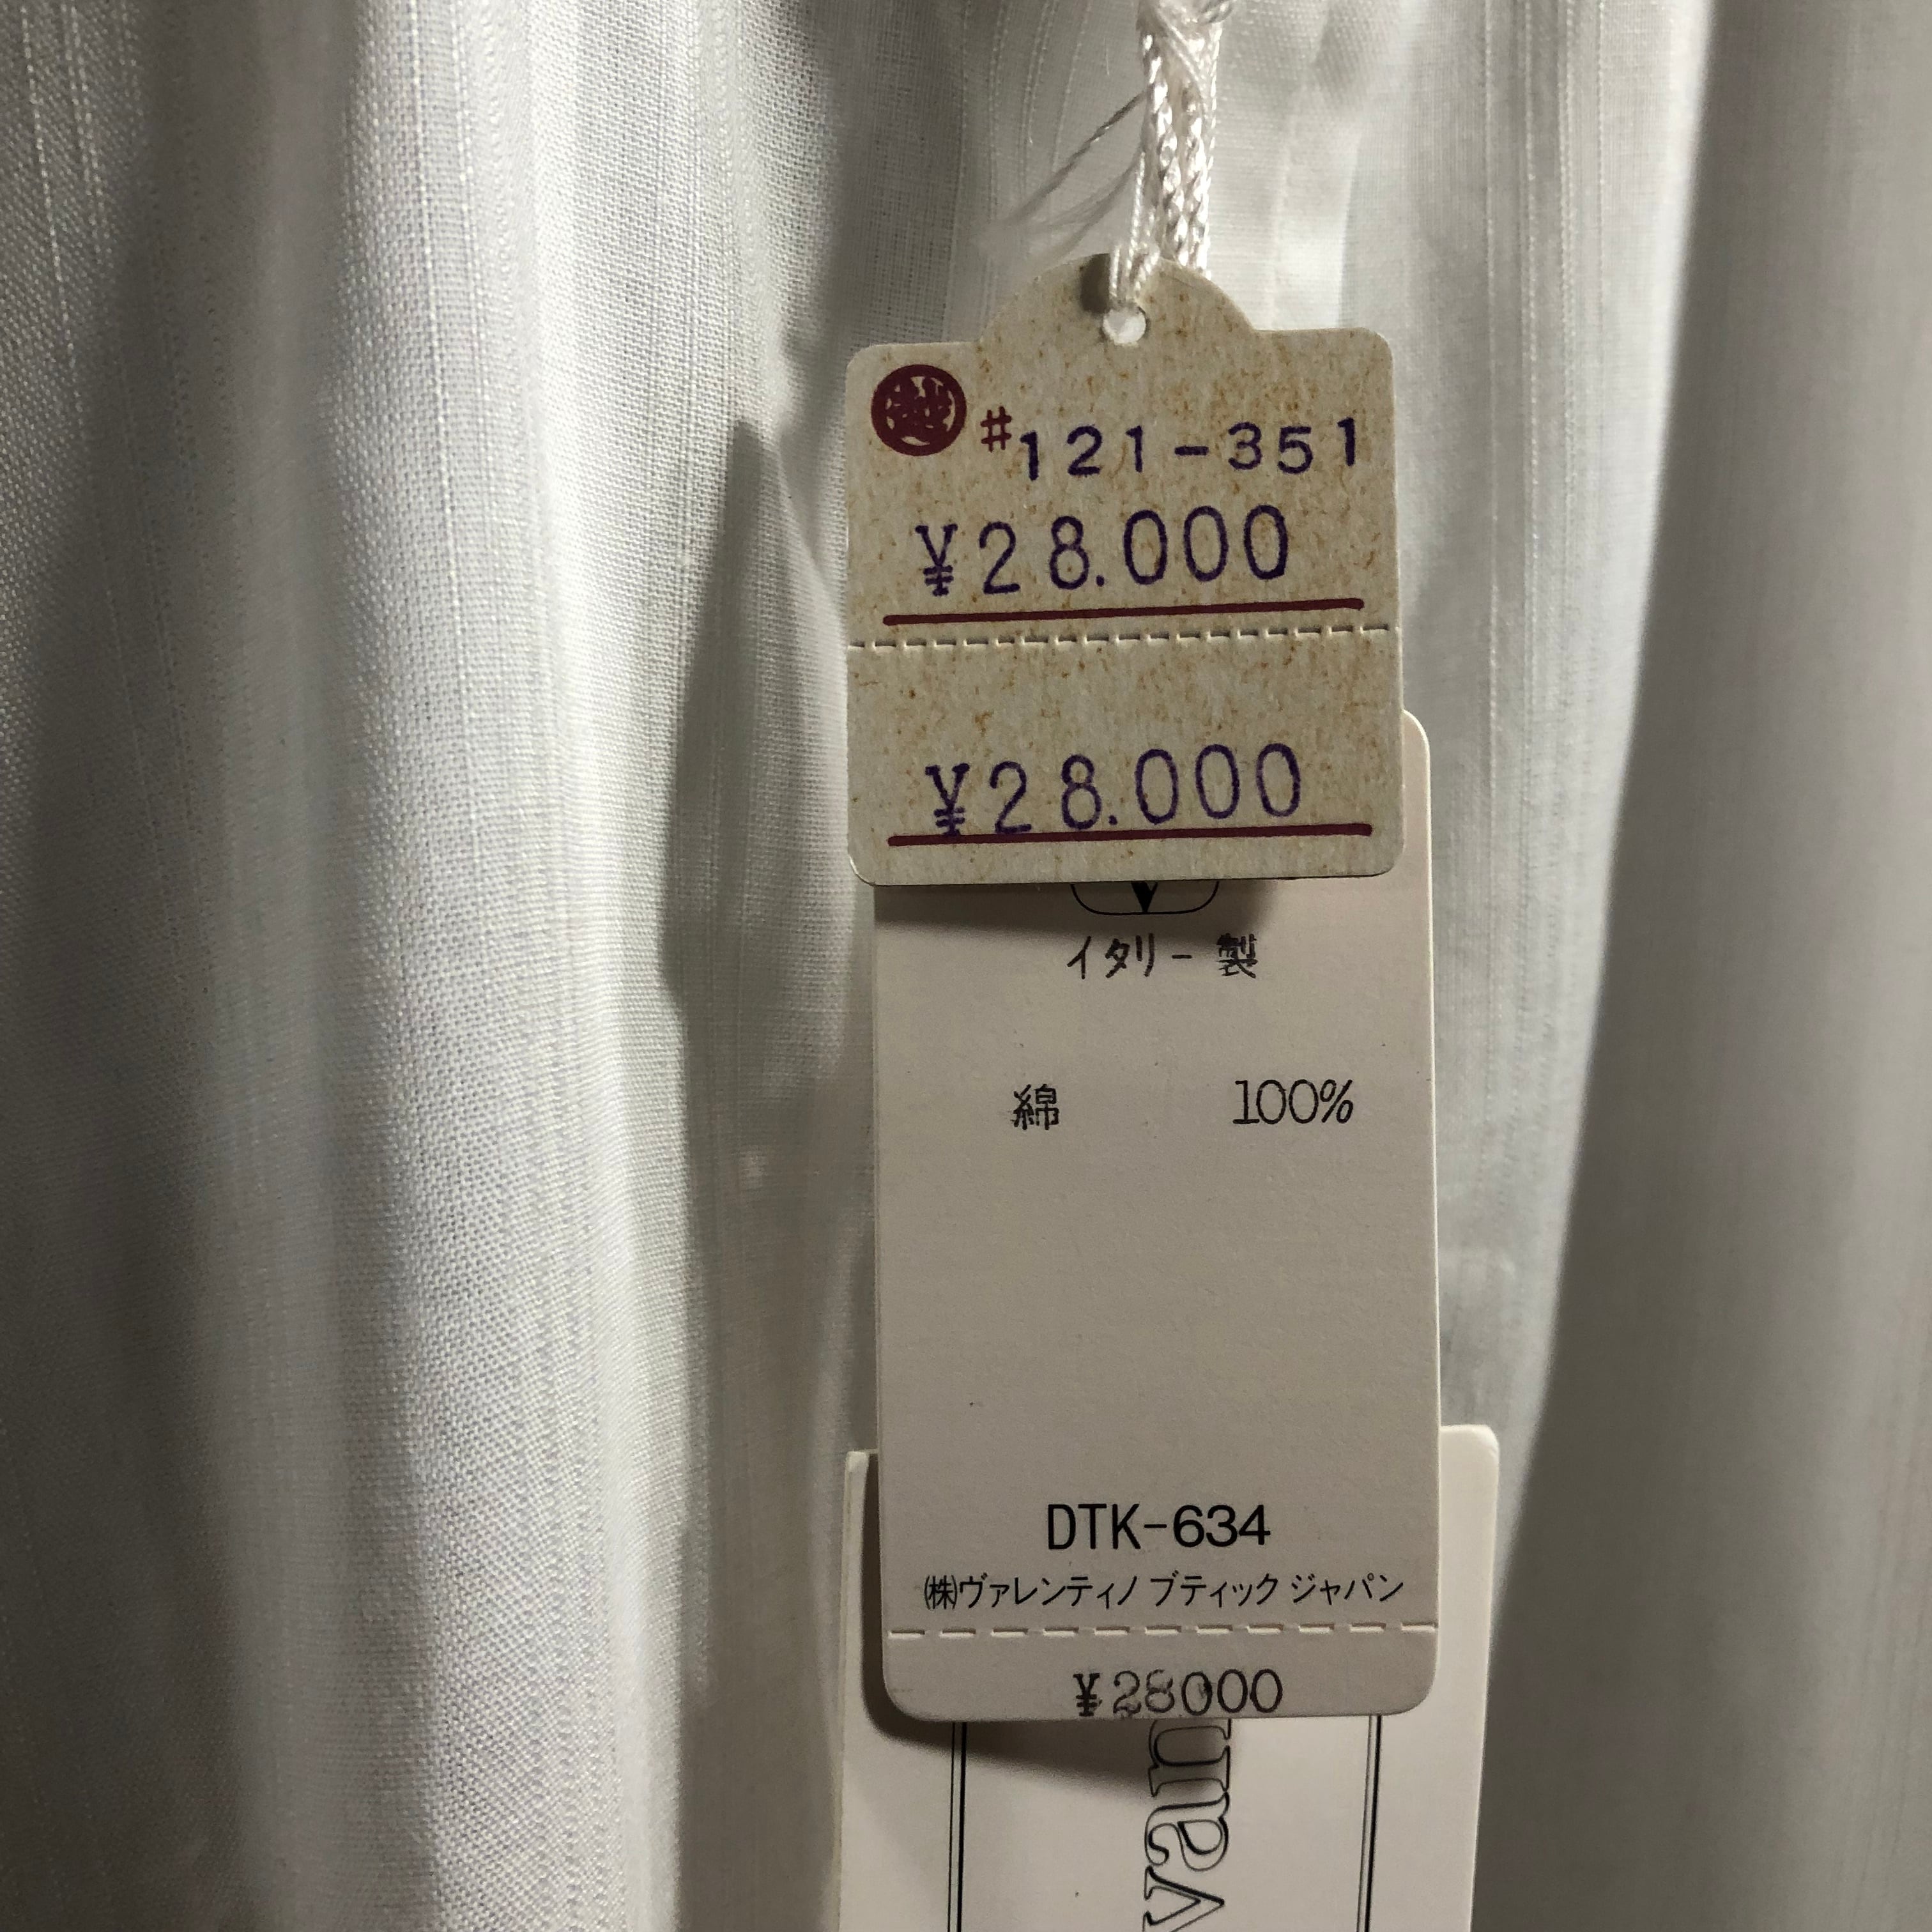 越
#121-351
¥28.000
¥28.000
イタリー製
綿 100%
DTK-634
㈱ヴァレンティノ ブティック ジャパン
¥28000